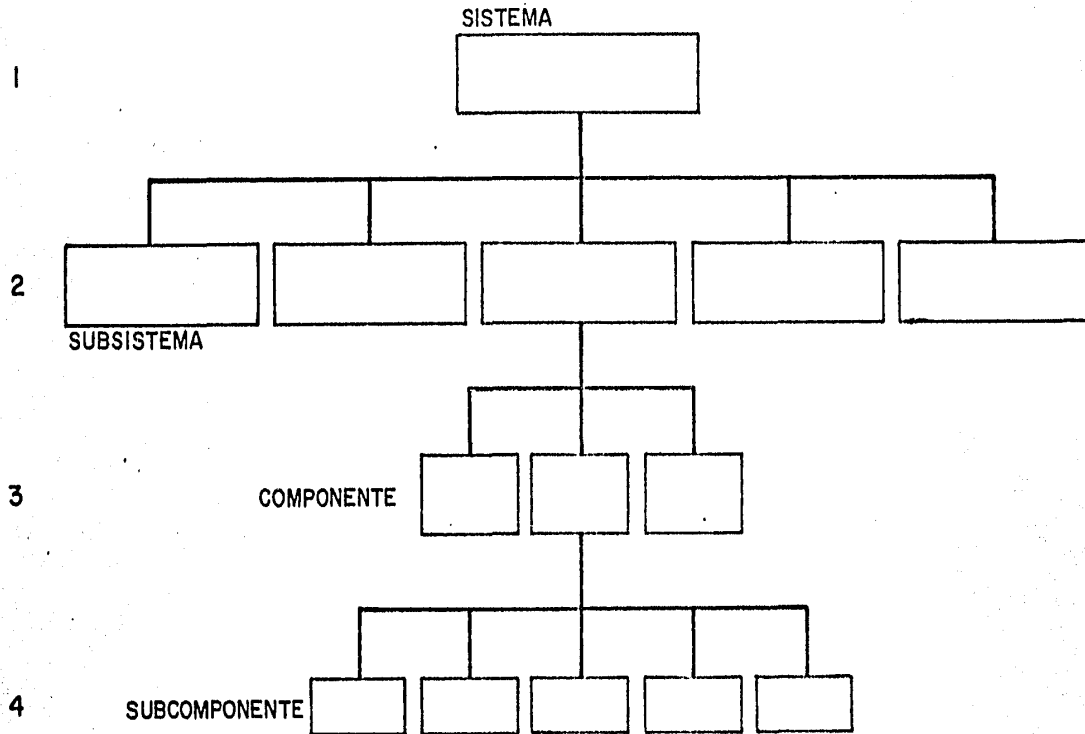 SISTEMA
1
2
SUBSISTEMA
3 COMPONENTE
4 SUBCOMPONENTE